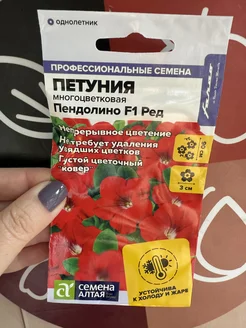 однолетник
ПРОФЕССИОНАЛЬНЫЕ СЕМЕНА
ПЕТУНИЯ
многоцветковая
Пендолино F1 Ред
Непрерывное цветение
Не требует удаления
увядших цветков
Густой цветочный
ковер
3 см
УСТОЙЧИВА
К ХОЛОДУ И ЖАРЕ
СЕМЕНА
АЛТАЯ